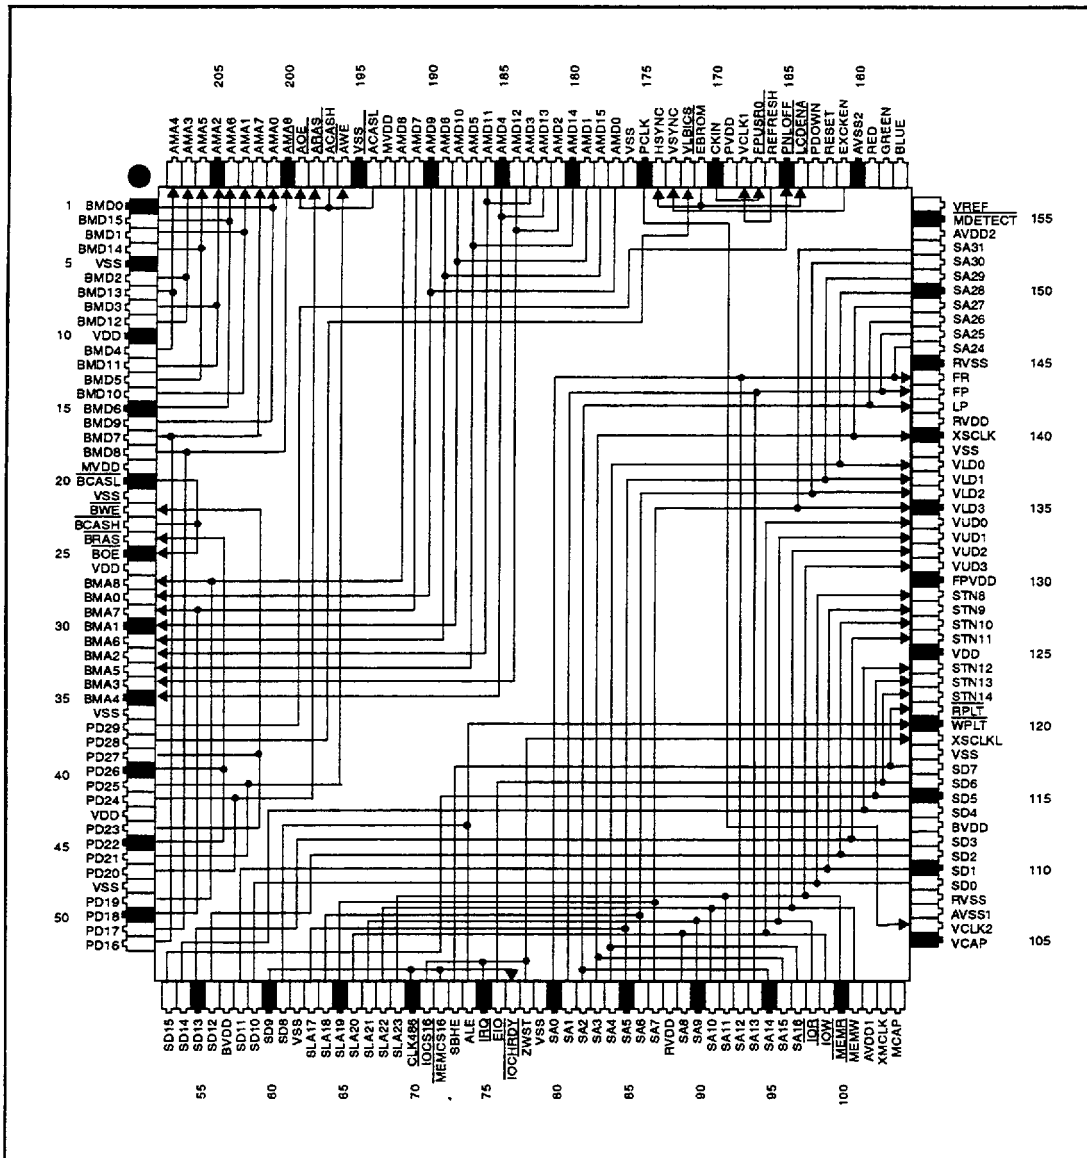 205
200
195
190
185
180
175
170
185
180
AMA4
AMA3
AMA5
AMA2
AMA6
AMA1
AMA7
AMA0
AMA8
AOE
ARAS
ACASH
AWE
VSS
ACASL
MVDD
AMD8
AMD7
AMD9
AMD6
AMD10
AMD5
AMD11
AMD4
AMD12
AMD3
AMD2
AMD14
AMD1
AMD15
AMD0
VSS
PCLK
HSYNC
VSYNC
VLBICS
EBROM
CKIN
PVDD
VCLK1
FPUSR0
REFRESH
PNLOFF
LCDENA
PDOWN
RESET
EXCKEN
AVSS2
RED
GREEN
BLUE
1 BMD0
BMD15
BMD1
BMD14
5 VSS
BMD2
BMD13
BMD3
BMD12
10 VDD
BMD4
BMD11
BMD5
BMD10
15 BMD6
BMD9
BMD7
BMD8
MVDD
20 BCASL
VSS
BWE
BCASH
BRAS
25 BOE
VDD
BMA8
BMA0
BMA7
30 BMA1
BMA6
BMA2
BMA5
BMA3
35 BMA4
VSS
PD29
PD28
PD27
40 PD26
PD25
PD24
VDD
PD23
45 PD22
PD21
PD20
VSS
PD19
50 PD18
PD17
PD16
VREF
MDETECT 155
AVDD2
SA31
SA30
SA29
SA28 150
SA27
SA26
SA25
SA24
RVSS 145
FR
FP
LP
RVDD
XSCLK 140
VSS
VLD0
VLD1
VLD2
VLD3 135
VUD0
VUD1
VUD2
VUD3
FPVDD 130
STN8
STN9
STN10
STN11
VDD 125
STN12
STN13
STN14
RPLT
WPLT 120
XSCLKL
VSS
SD7
SD6
SD5 115
SD4
BVDD
SD3
SD2
SD1 110
SD0
RVSS
AVSS1
VCLK2
VCAP 105
SD15
SD14
SD13
SD12
BVDD
SD11
SD10
SD9
SD8
VSS
SLA17
SLA18
SLA19
SLA20
SLA21
SLA22
SLA23
CLK486
IOCS16
MEMCS16
SBHE
ALE
IRQ
EIO
IOCHRDY
ZWST
VSS
SA0
SA1
SA2
SA3
SA4
SA5
SA6
SA7
RVDD
SA8
SA9
SA10
SA11
SA12
SA13
SA14
SA15
SA16
IOR
IOW
MEMR
MEMW
AVDD1
XMCLK
MCAP
55
60
65
70
75
80
85
90
95
100